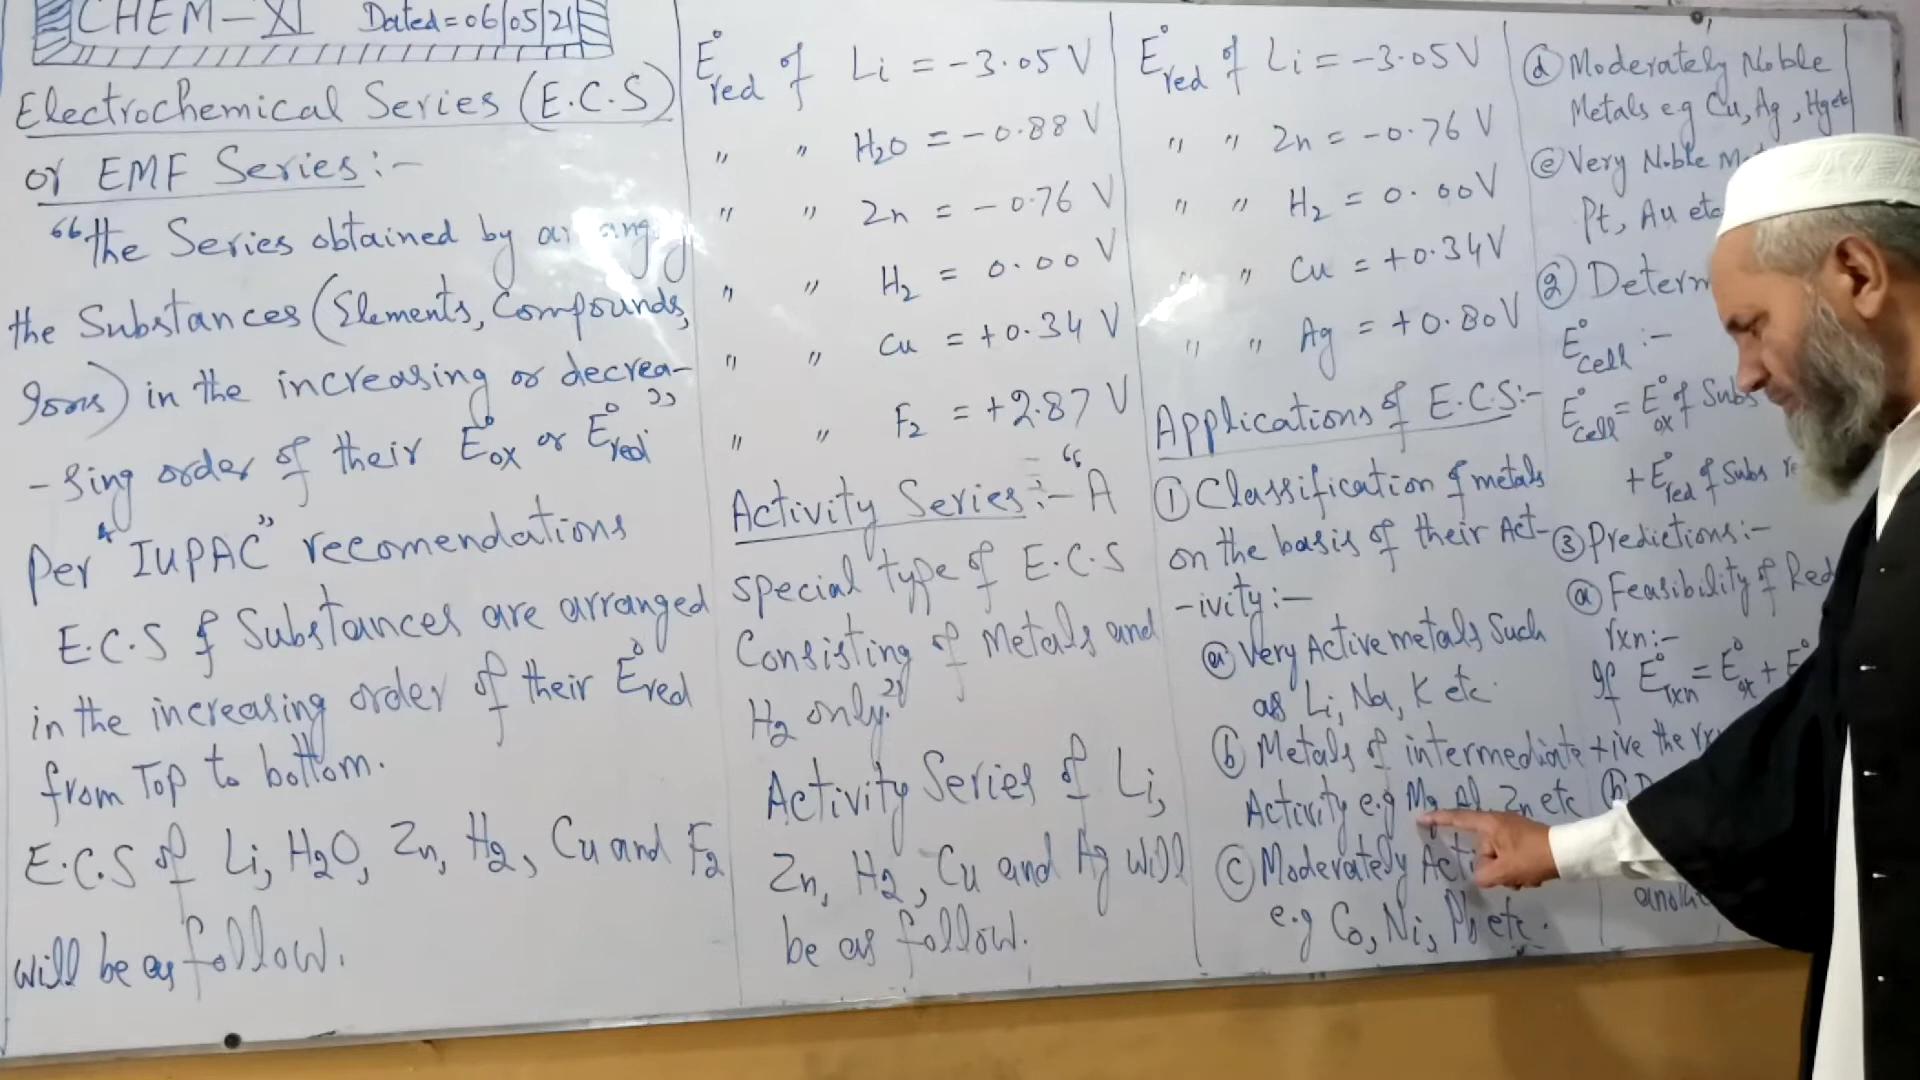 CHEM-XI Dated=06/05/21
Electrochemical Series (E.C.S)
or EMF Series:-
"the Series obtained by
the Substances (Elements, Compounds,
Ions) in the increasing or decrea-
-sing order of their E°ox or E°red"
Per "IUPAC" recomendations
E.C.S of Substances are arranged
in the increasing order of their E°red
from Top to bottom.
E.C.S of Li, H2O, Zn, H2, Cu and F2
will be as follow.
E°red of Li = -3.05 V
" " H2O = -0.88 V
" " Zn = -0.76 V
" " H2 = 0.00 V
" " Cu = +0.34 V
" " F2 = +2.87 V
Activity Series:- "A
special type of E.C.S
Consisting of Metals and
H2 only."
Activity Series of Li,
Zn, H2, Cu and Ag will
be as follow.
E°red of Li = -3.05 V
" " Zn = -0.76 V
" " H2 = 0.00 V
" " Cu = +0.34 V
" " Ag = +0.80 V
Applications of E.C.S:-
① Classification of metals
on the basis of their Act-
-ivity:-
ⓐ Very Active metals Such
as Li, Na, K etc.
ⓑ Metals of intermediate
Activity e.g Mg, Al, Zn etc
ⓒ Moderately
e.g Co, Ni, Pb etc.
ⓓ Moderately Noble
Metals e.g Cu, Ag, Hg etc
ⓔ Very Noble
Pt, Au etc
②
E°cell :-
E°cell = E°ox of Subs
+ E°red of Subs
③ Predictions:-
ⓐ Feasibility of
rxn:-
If E°rxn = E°ox +
+ive the